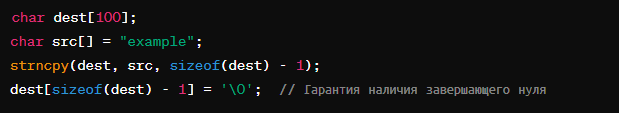 char dest[100];
char src[] = "example";
strncpy(dest, src, sizeof(dest) - 1);
dest[sizeof(dest) - 1] = '\0';  // Гарантия наличия завершающего нуля